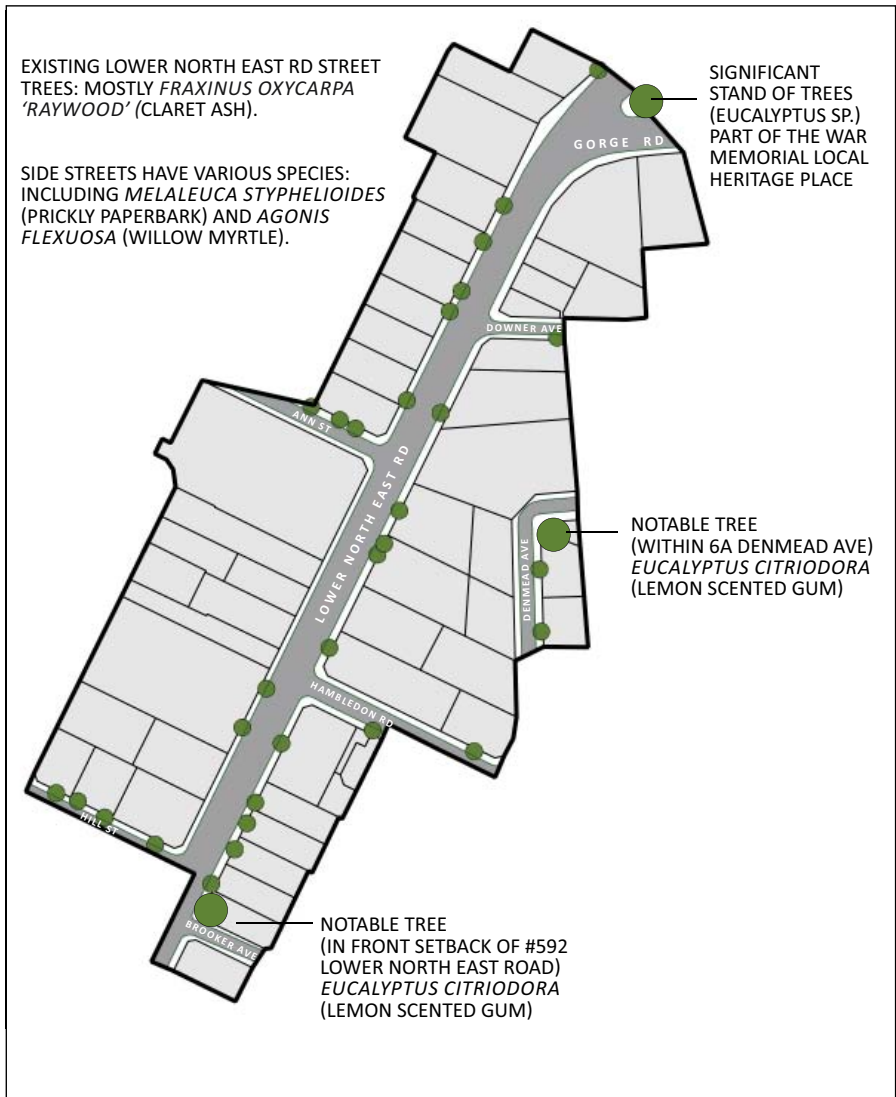 EXISTING LOWER NORTH EAST RD STREET
TREES: MOSTLY FRAXINUS OXYCARPA
‘RAYWOOD’ (CLARET ASH).
SIDE STREETS HAVE VARIOUS SPECIES:
INCLUDING MELALEUCA STYPHELIOIDES
(PRICKLY PAPERBARK) AND AGONIS
FLEXUOSA (WILLOW MYRTLE).
SIGNIFICANT
STAND OF TREES
(EUCALYPTUS SP.)
PART OF THE WAR
MEMORIAL LOCAL
HERITAGE PLACE
GORGE RD
DOWNER AVE
ANN ST
LOWER NORTH EAST RD
DENMEAD AVE
NOTABLE TREE
(WITHIN 6A DENMEAD AVE)
EUCALYPTUS CITRIODORA
(LEMON SCENTED GUM)
HAMBLEDON RD
HILL ST
BROOKER AVE
NOTABLE TREE
(IN FRONT SETBACK OF #592
LOWER NORTH EAST ROAD)
EUCALYPTUS CITRIODORA
(LEMON SCENTED GUM)